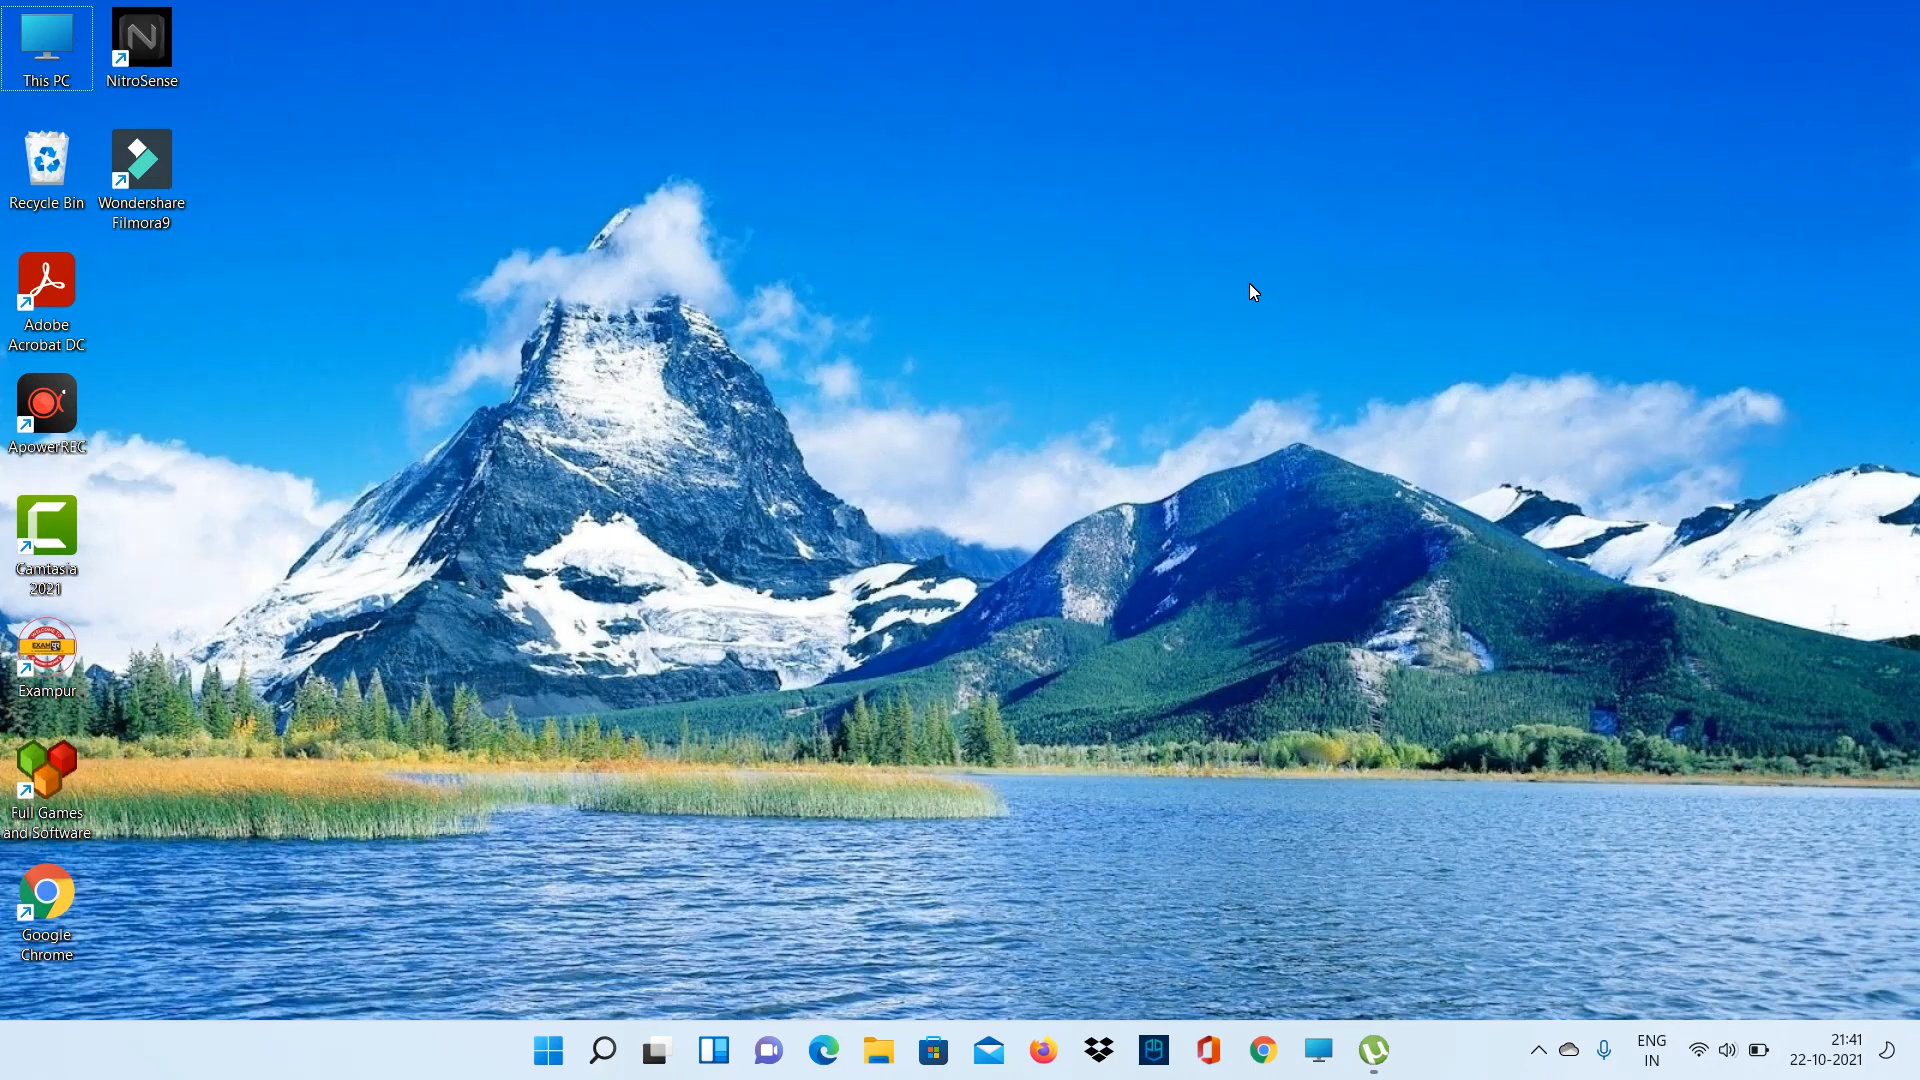 This PC
NitroSense
Recycle Bin
Wondershare
Filmora9
Adobe
Acrobat DC
ApowerREC
Camtasia
2021
EXAM
Exampur
Full Games
and Software
Google
Chrome
ENG
IN
21:41
22-10-2021